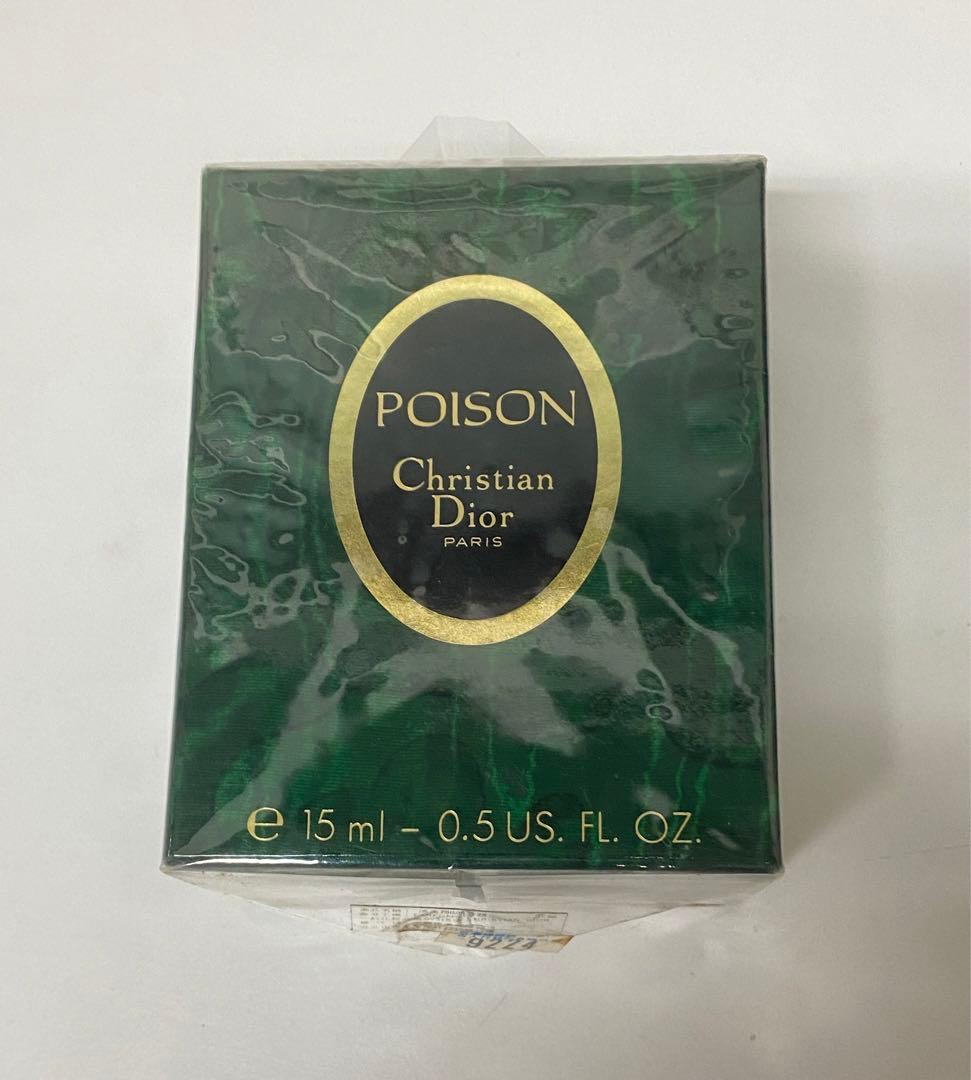 POISON
Christian
Dior
PARIS
e 15 ml – 0.5 US. FL. OZ.